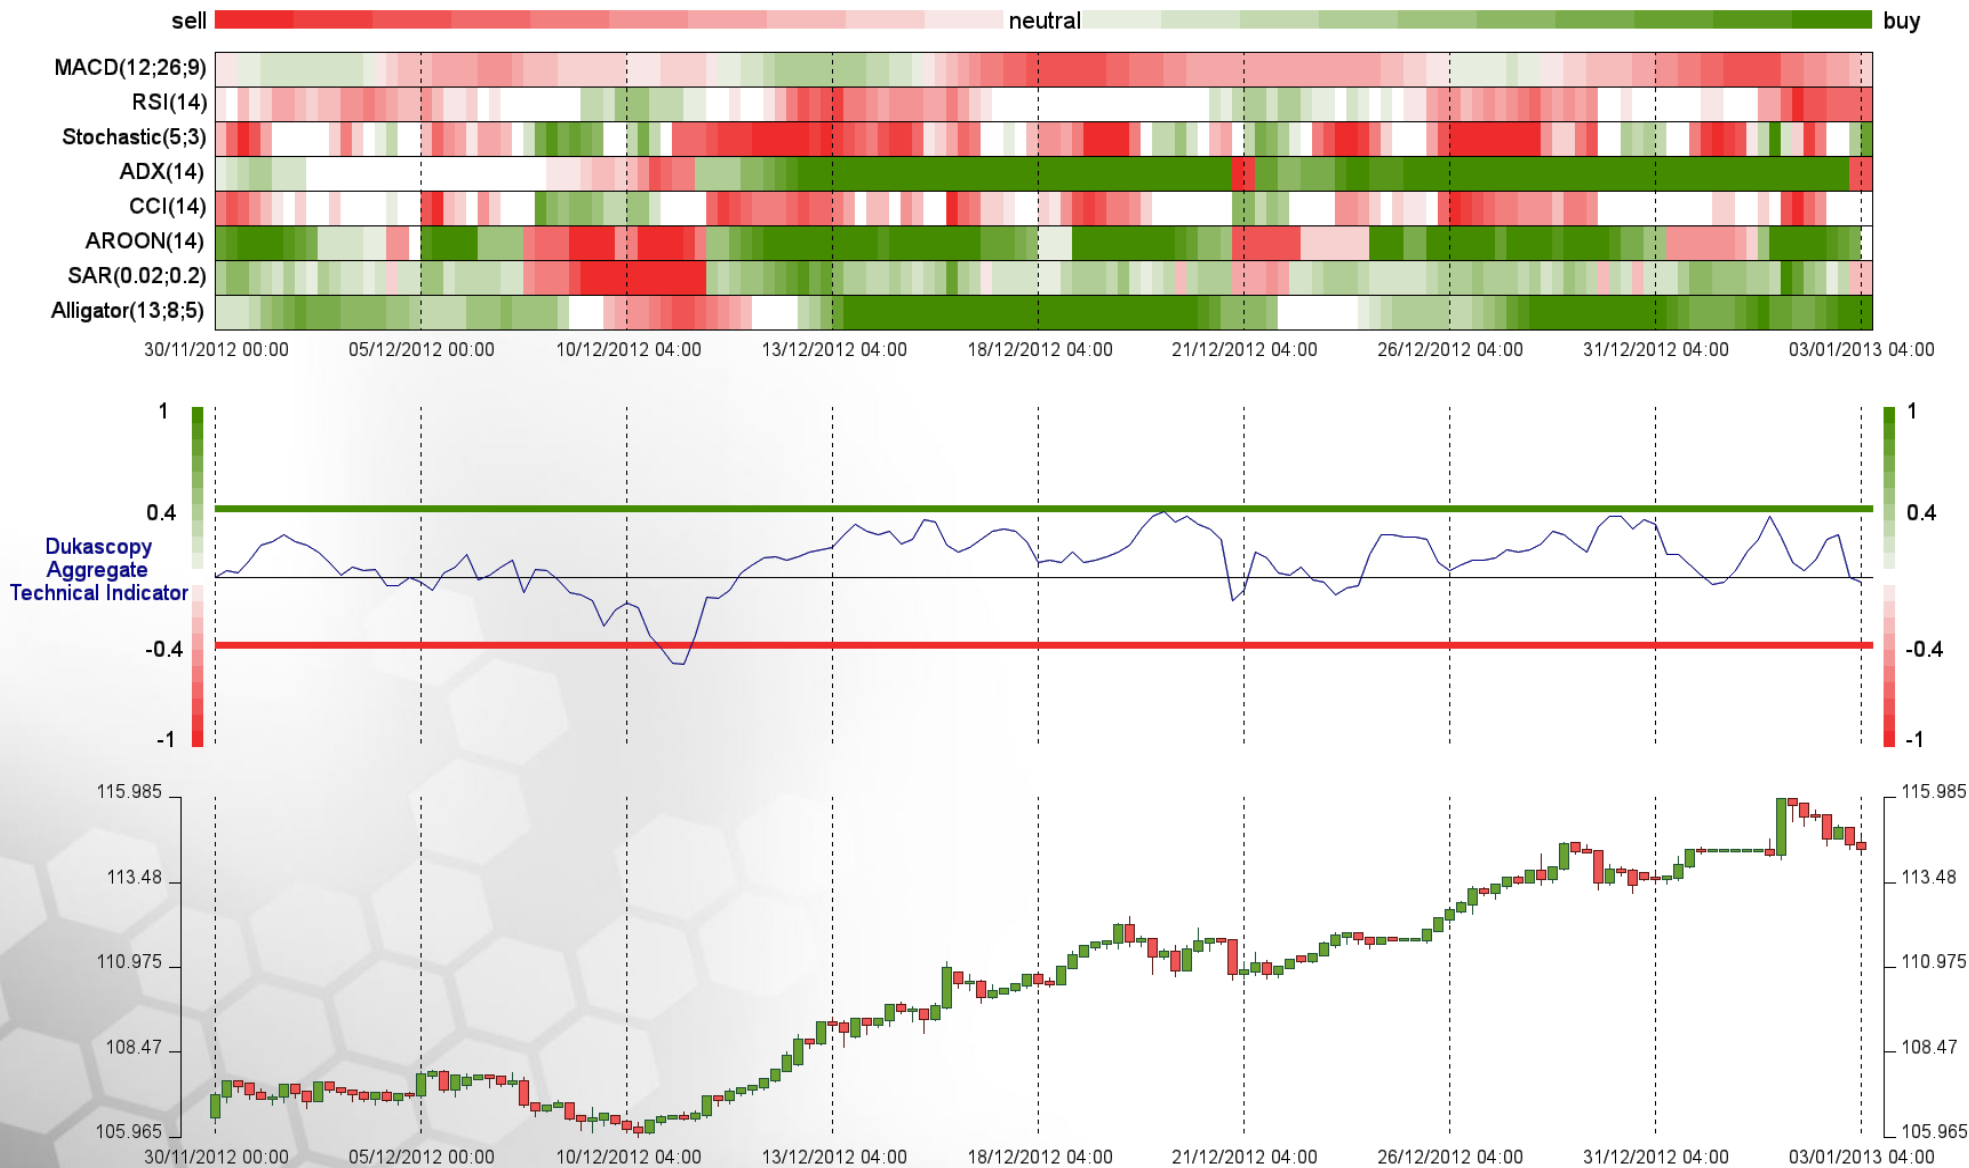 sell neutral buy
MACD(12;26;9)
RSI(14)
Stochastic(5;3)
ADX(14)
CCI(14)
AROON(14)
SAR(0.02;0.2)
Alligator(13;8;5)
30/11/2012 00:00 05/12/2012 00:00 10/12/2012 04:00 13/12/2012 04:00 18/12/2012 04:00 21/12/2012 04:00 26/12/2012 04:00 31/12/2012 04:00 03/01/2013 04:00
1 1
0.4 0.4
Dukascopy
Aggregate
Technical Indicator
-0.4 -0.4
-1 -1
115.985 115.985
113.48 113.48
110.975 110.975
108.47 108.47
105.965 105.965
30/11/2012 00:00 05/12/2012 00:00 10/12/2012 04:00 13/12/2012 04:00 18/12/2012 04:00 21/12/2012 04:00 26/12/2012 04:00 31/12/2012 04:00 03/01/2013 04:00